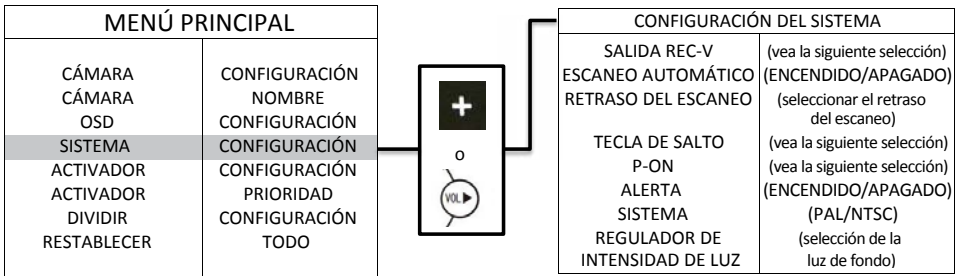 MENÚ PRINCIPAL
CÁMARA CONFIGURACIÓN
CÁMARA NOMBRE
OSD CONFIGURACIÓN
SISTEMA CONFIGURACIÓN
ACTIVADOR CONFIGURACIÓN
ACTIVADOR PRIORIDAD
DIVIDIR CONFIGURACIÓN
RESTABLECER TODO
+
o
VOL ▶
CONFIGURACIÓN DEL SISTEMA
SALIDA REC-V (vea la siguiente selección)
ESCANEO AUTOMÁTICO (ENCENDIDO/APAGADO)
RETRASO DEL ESCANEO (seleccionar el retraso
del escaneo)
TECLA DE SALTO (vea la siguiente selección)
P-ON (vea la siguiente selección)
ALERTA (ENCENDIDO/APAGADO)
SISTEMA (PAL/NTSC)
REGULADOR DE (selección de la
INTENSIDAD DE LUZ luz de fondo)